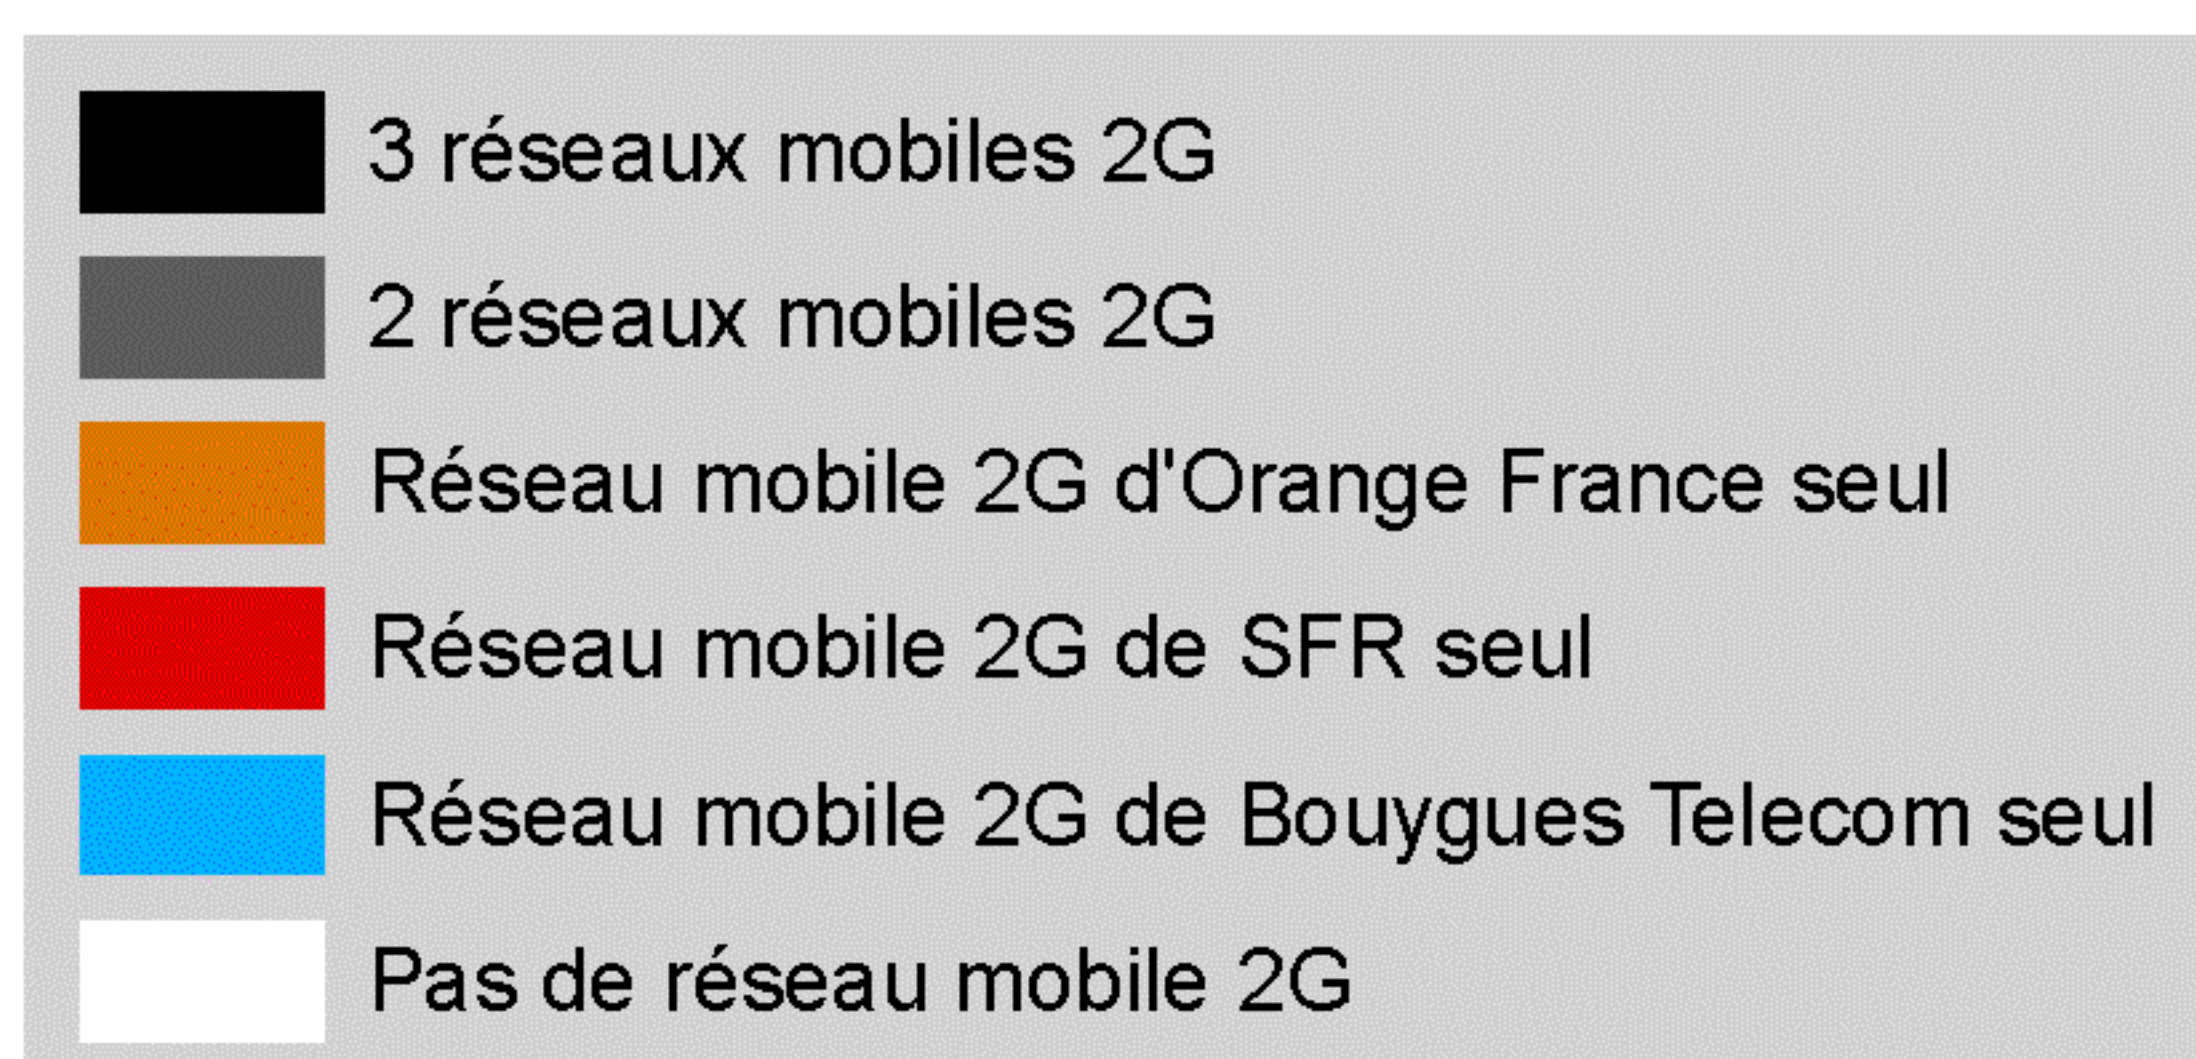 3 réseaux mobiles 2G
2 réseaux mobiles 2G
Réseau mobile 2G d'Orange France seul
Réseau mobile 2G de SFR seul
Réseau mobile 2G de Bouygues Telecom seul
Pas de réseau mobile 2G